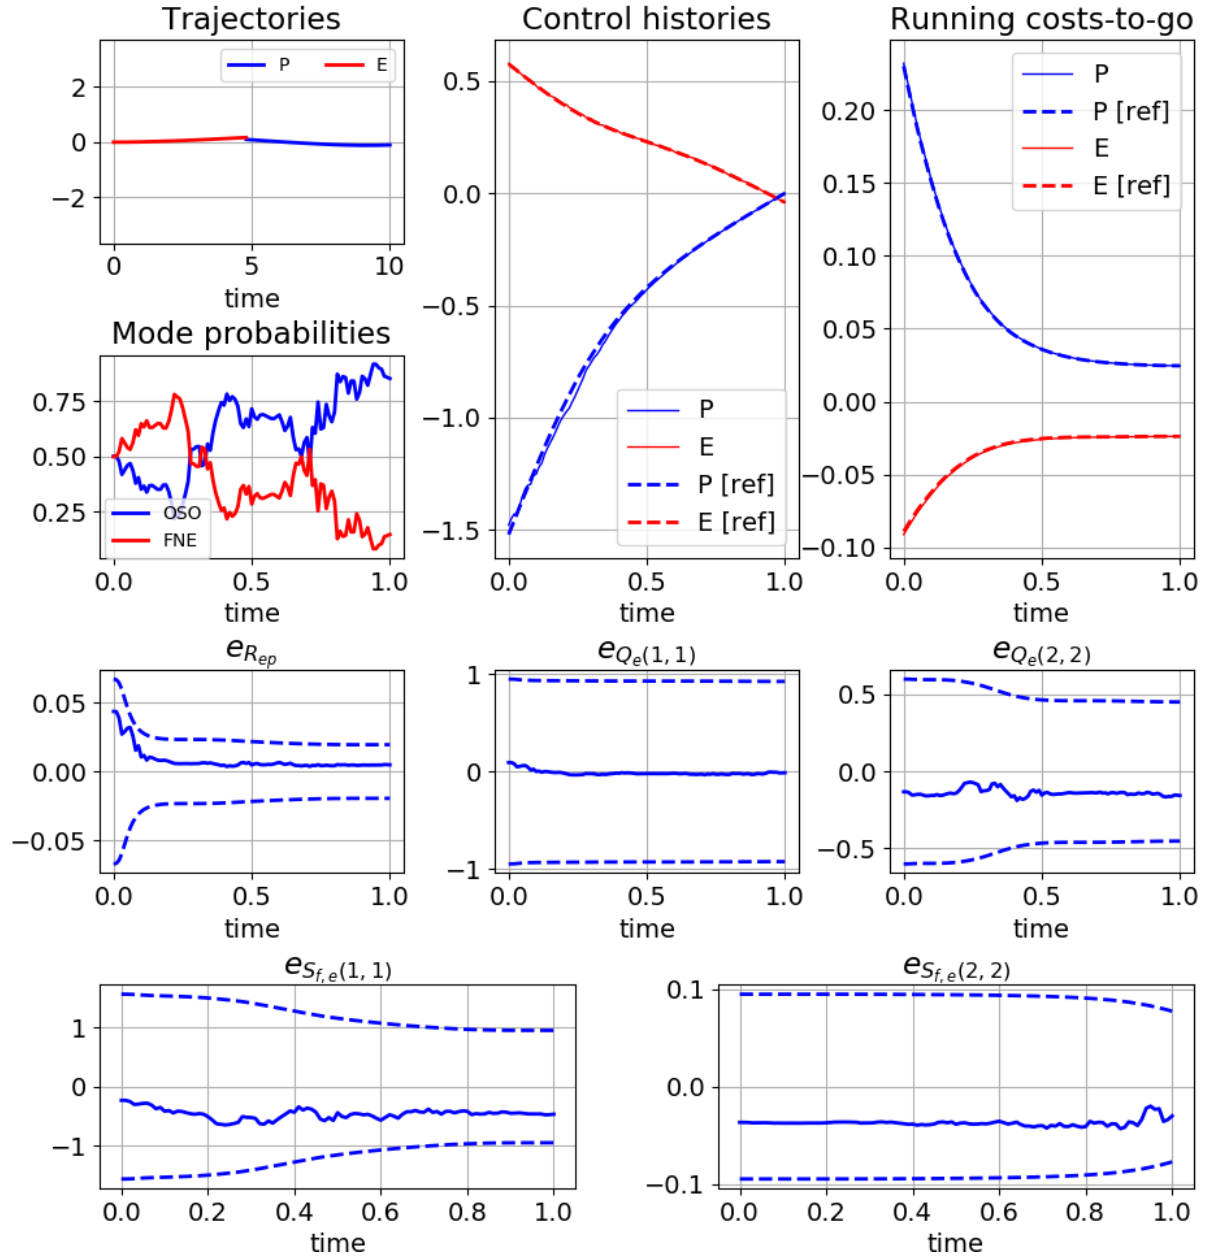 Trajectories
P E
2
0
−2
0 5 10
time
Control histories
0.5
0.0
−0.5
−1.0
−1.5
P
E
P [ref]
E [ref]
0.0 0.5 1.0
time
Running costs-to-go
0.20
0.15
0.10
0.05
0.00
−0.05
−0.10
P
P [ref]
E
E [ref]
0.0 0.5 1.0
time
Mode probabilities
0.75
0.50
0.25
OSO
FNE
0.0 0.5 1.0
time
e_{R_{ep}}
0.05
0.00
−0.05
0.0 0.5 1.0
time
e_{Q_e(1, 1)}
1
0
−1
0.0 0.5 1.0
time
e_{Q_e(2, 2)}
0.5
0.0
−0.5
0.0 0.5 1.0
time
e_{S_{f, e}(1, 1)}
1
0
−1
0.0 0.2 0.4 0.6 0.8 1.0
time
e_{S_{f, e}(2, 2)}
0.1
0.0
−0.1
0.0 0.2 0.4 0.6 0.8 1.0
time